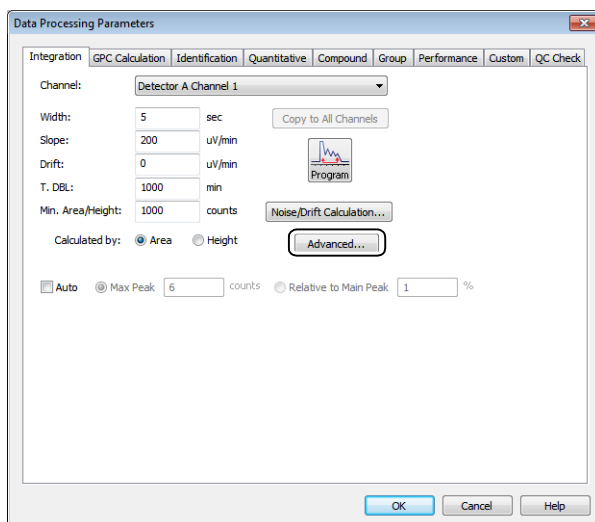 Data Processing Parameters
Integration GPC Calculation Identification Quantitative Compound Group Performance Custom QC Check
Channel: Detector A Channel 1
Width: 5 sec Copy to All Channels
Slope: 200 uV/min
Drift: 0 uV/min
Program
T. DBL: 1000 min
Min. Area/Height: 1000 counts Noise/Drift Calculation...
Calculated by: Area Height Advanced...
Auto Max Peak 6 counts Relative to Main Peak 1 %
OK Cancel Help